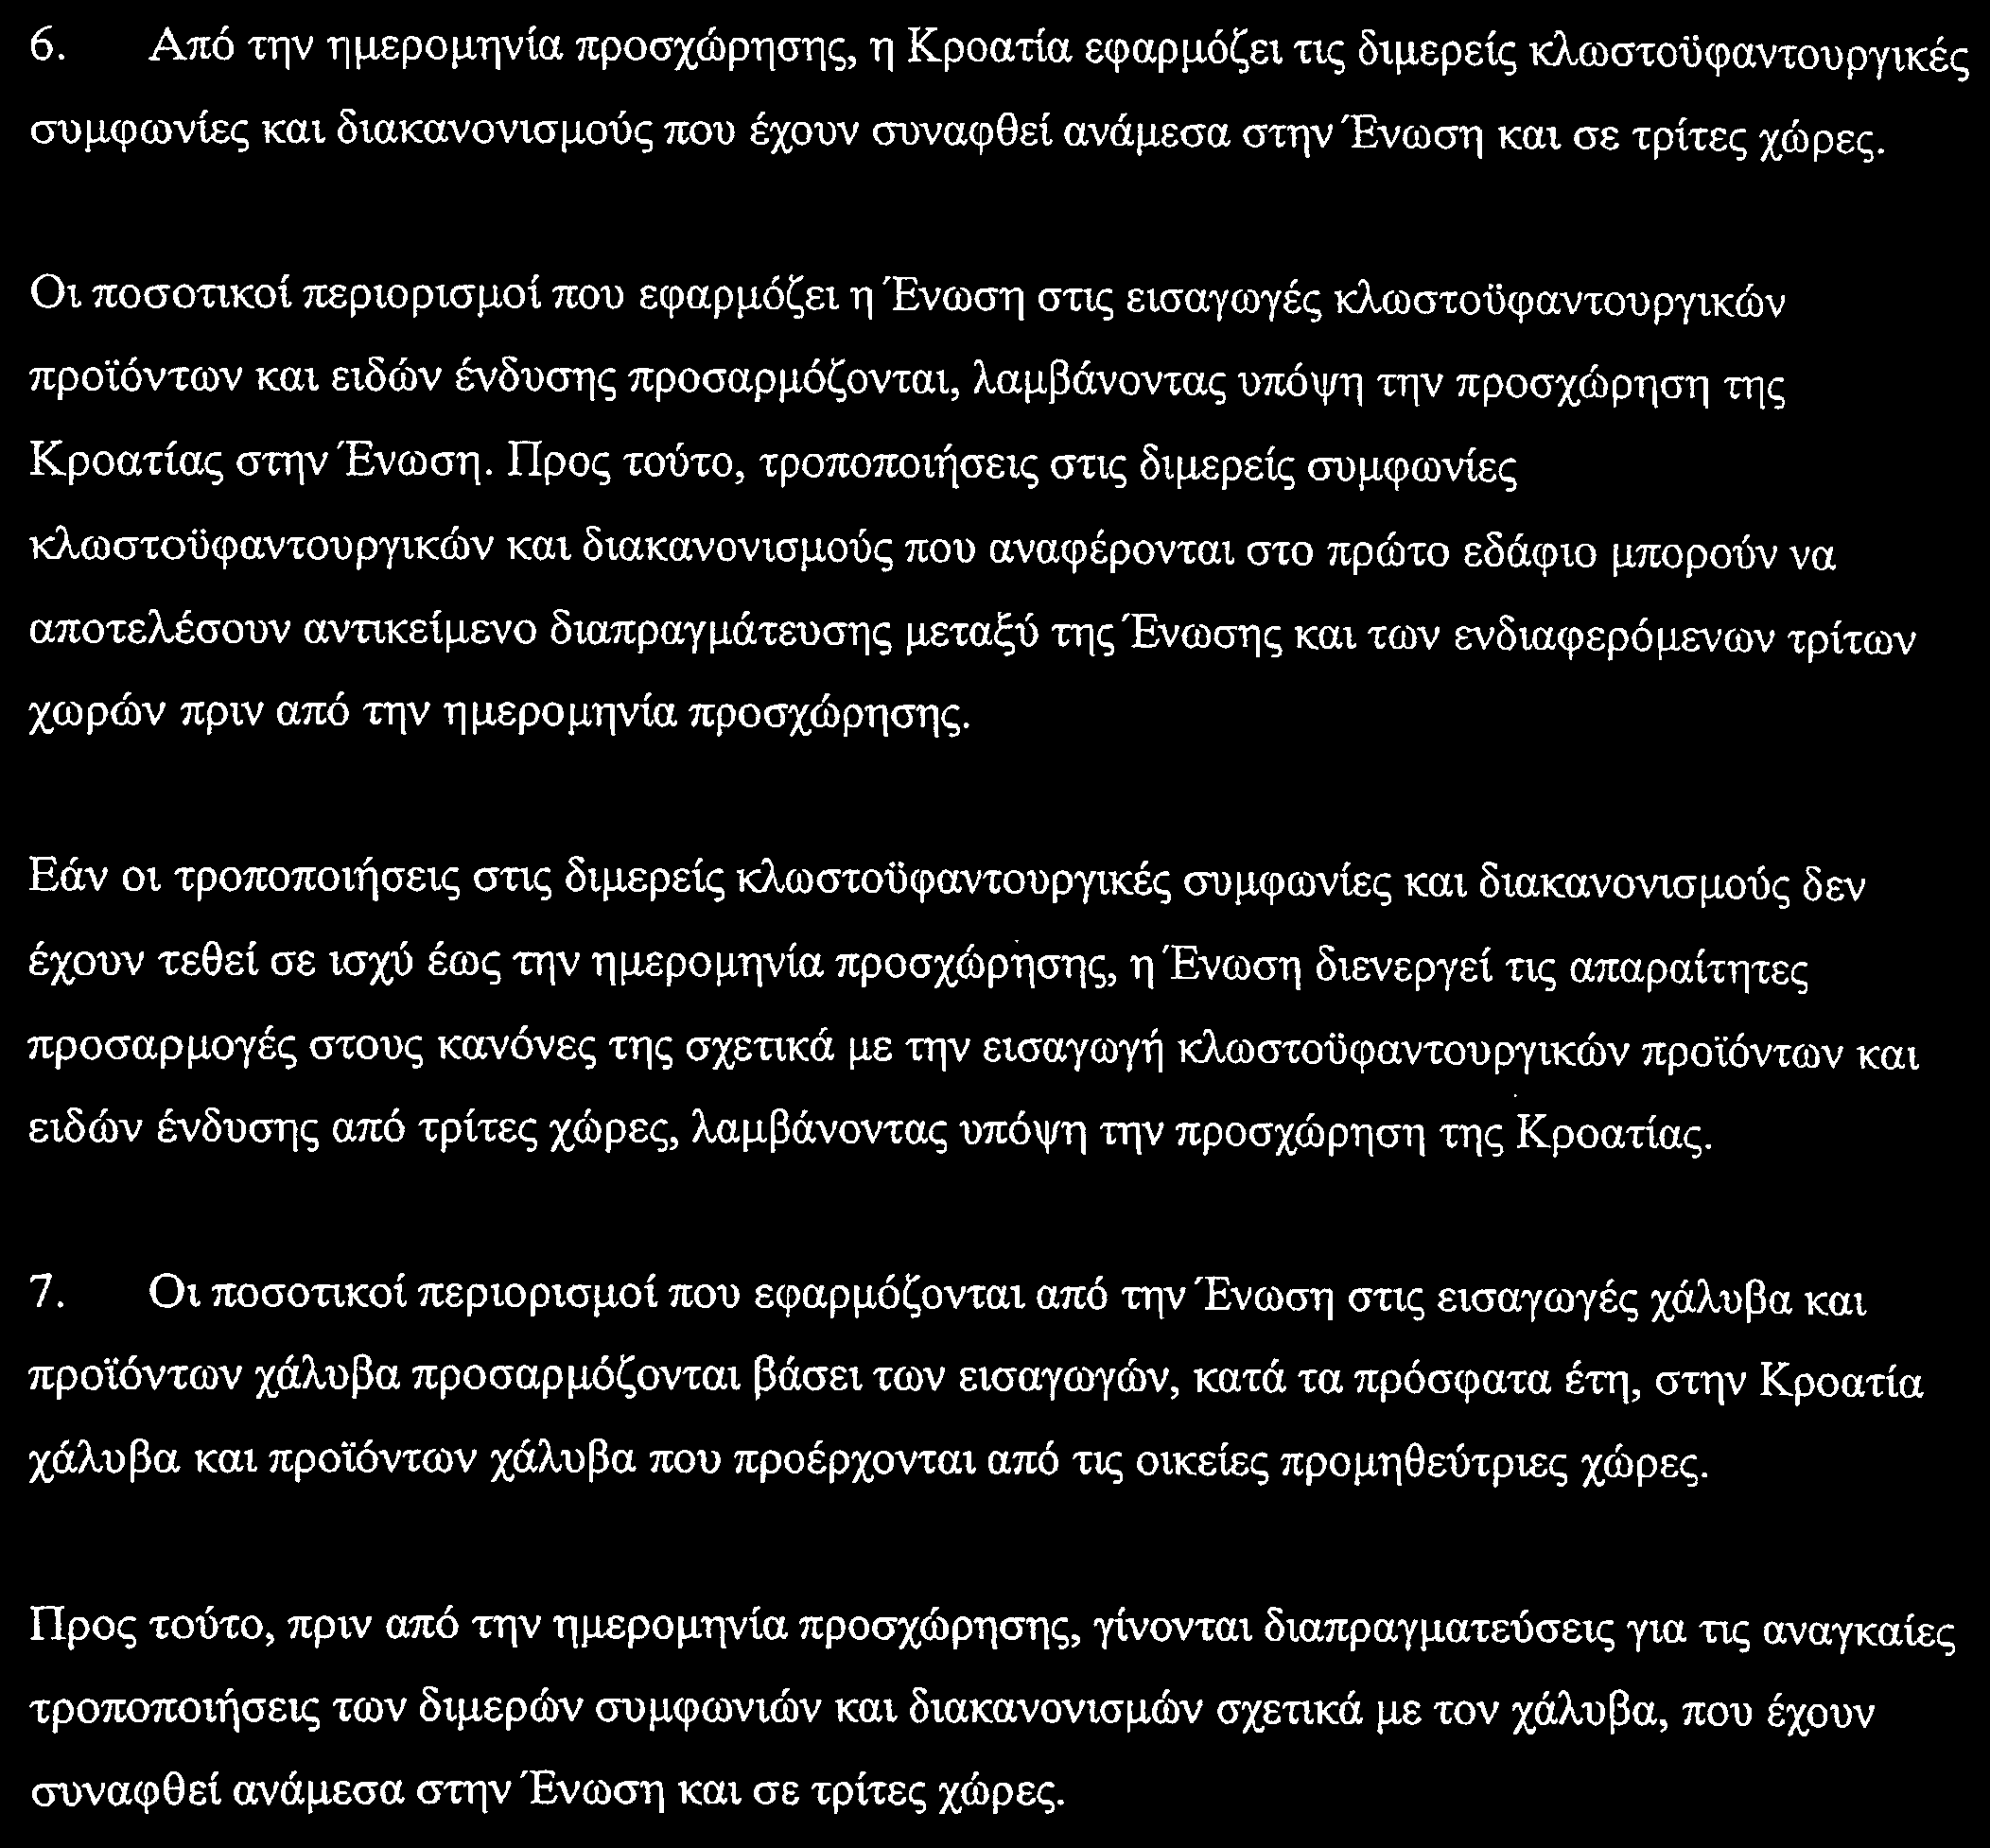 6. Από την ημερομηνία προσχώρησης, η Κροατία εφαρμόζει τις διμερείς κλωστοϋφαντουργικές
συμφωνίες και διακανονισμούς που έχουν συναφθεί ανάμεσα στην Ένωση και σε τρίτες χώρες.
Οι ποσοτικοί περιορισμοί που εφαρμόζει η Ένωση στις εισαγωγές κλωστοϋφαντουργικών
προϊόντων και ειδών ένδυσης προσαρμόζονται, λαμβάνοντας υπόψη την προσχώρηση της
Κροατίας στην Ένωση. Προς τούτο, τροποποιήσεις στις διμερείς συμφωνίες
κλωστοϋφαντουργικών και διακανονισμούς που αναφέρονται στο πρώτο εδάφιο μπορούν να
αποτελέσουν αντικείμενο διαπραγμάτευσης μεταξύ της Ένωσης και των ενδιαφερόμενων τρίτων
χωρών πριν από την ημερομηνία προσχώρησης.
Εάν οι τροποποιήσεις στις διμερείς κλωστοϋφαντουργικές συμφωνίες και διακανονισμούς δεν
έχουν τεθεί σε ισχύ έως την ημερομηνία προσχώρησης, η Ένωση διενεργεί τις απαραίτητες
προσαρμογές στους κανόνες της σχετικά με την εισαγωγή κλωστοϋφαντουργικών προϊόντων και
ειδών ένδυσης από τρίτες χώρες, λαμβάνοντας υπόψη την προσχώρηση της Κροατίας.
7. Οι ποσοτικοί περιορισμοί που εφαρμόζονται από την Ένωση στις εισαγωγές χάλυβα και
προϊόντων χάλυβα προσαρμόζονται βάσει των εισαγωγών, κατά τα πρόσφατα έτη, στην Κροατία
χάλυβα και προϊόντων χάλυβα που προέρχονται από τις οικείες προμηθεύτριες χώρες.
Προς τούτο, πριν από την ημερομηνία προσχώρησης, γίνονται διαπραγματεύσεις για τις αναγκαίες
τροποποιήσεις των διμερών συμφωνιών και διακανονισμών σχετικά με τον χάλυβα, που έχουν
συναφθεί ανάμεσα στην Ένωση και σε τρίτες χώρες.